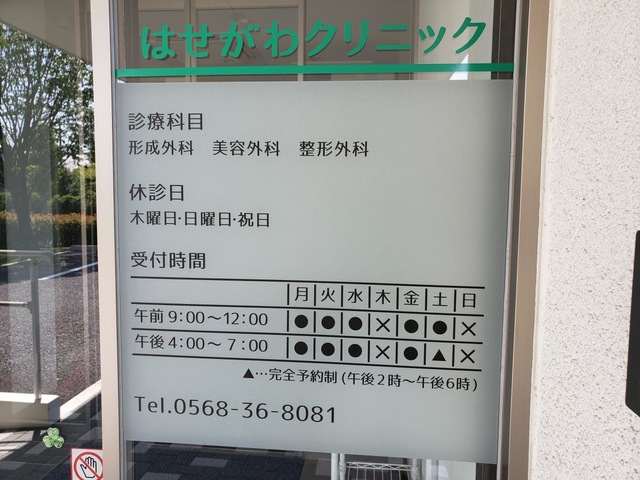 はせがわクリニック
診療科目
形成外科 美容外科 整形外科
休診日
木曜日･日曜日･祝日
受付時間
月 火 水 木 金 土 日
午前 9：00～12：00 ● ● ● × ● ● ×
午後 4：00～ 7：00 ● ● ● × ● ▲ ×
▲…完全予約制 (午後2時～午後6時)
Tel.0568-36-8081